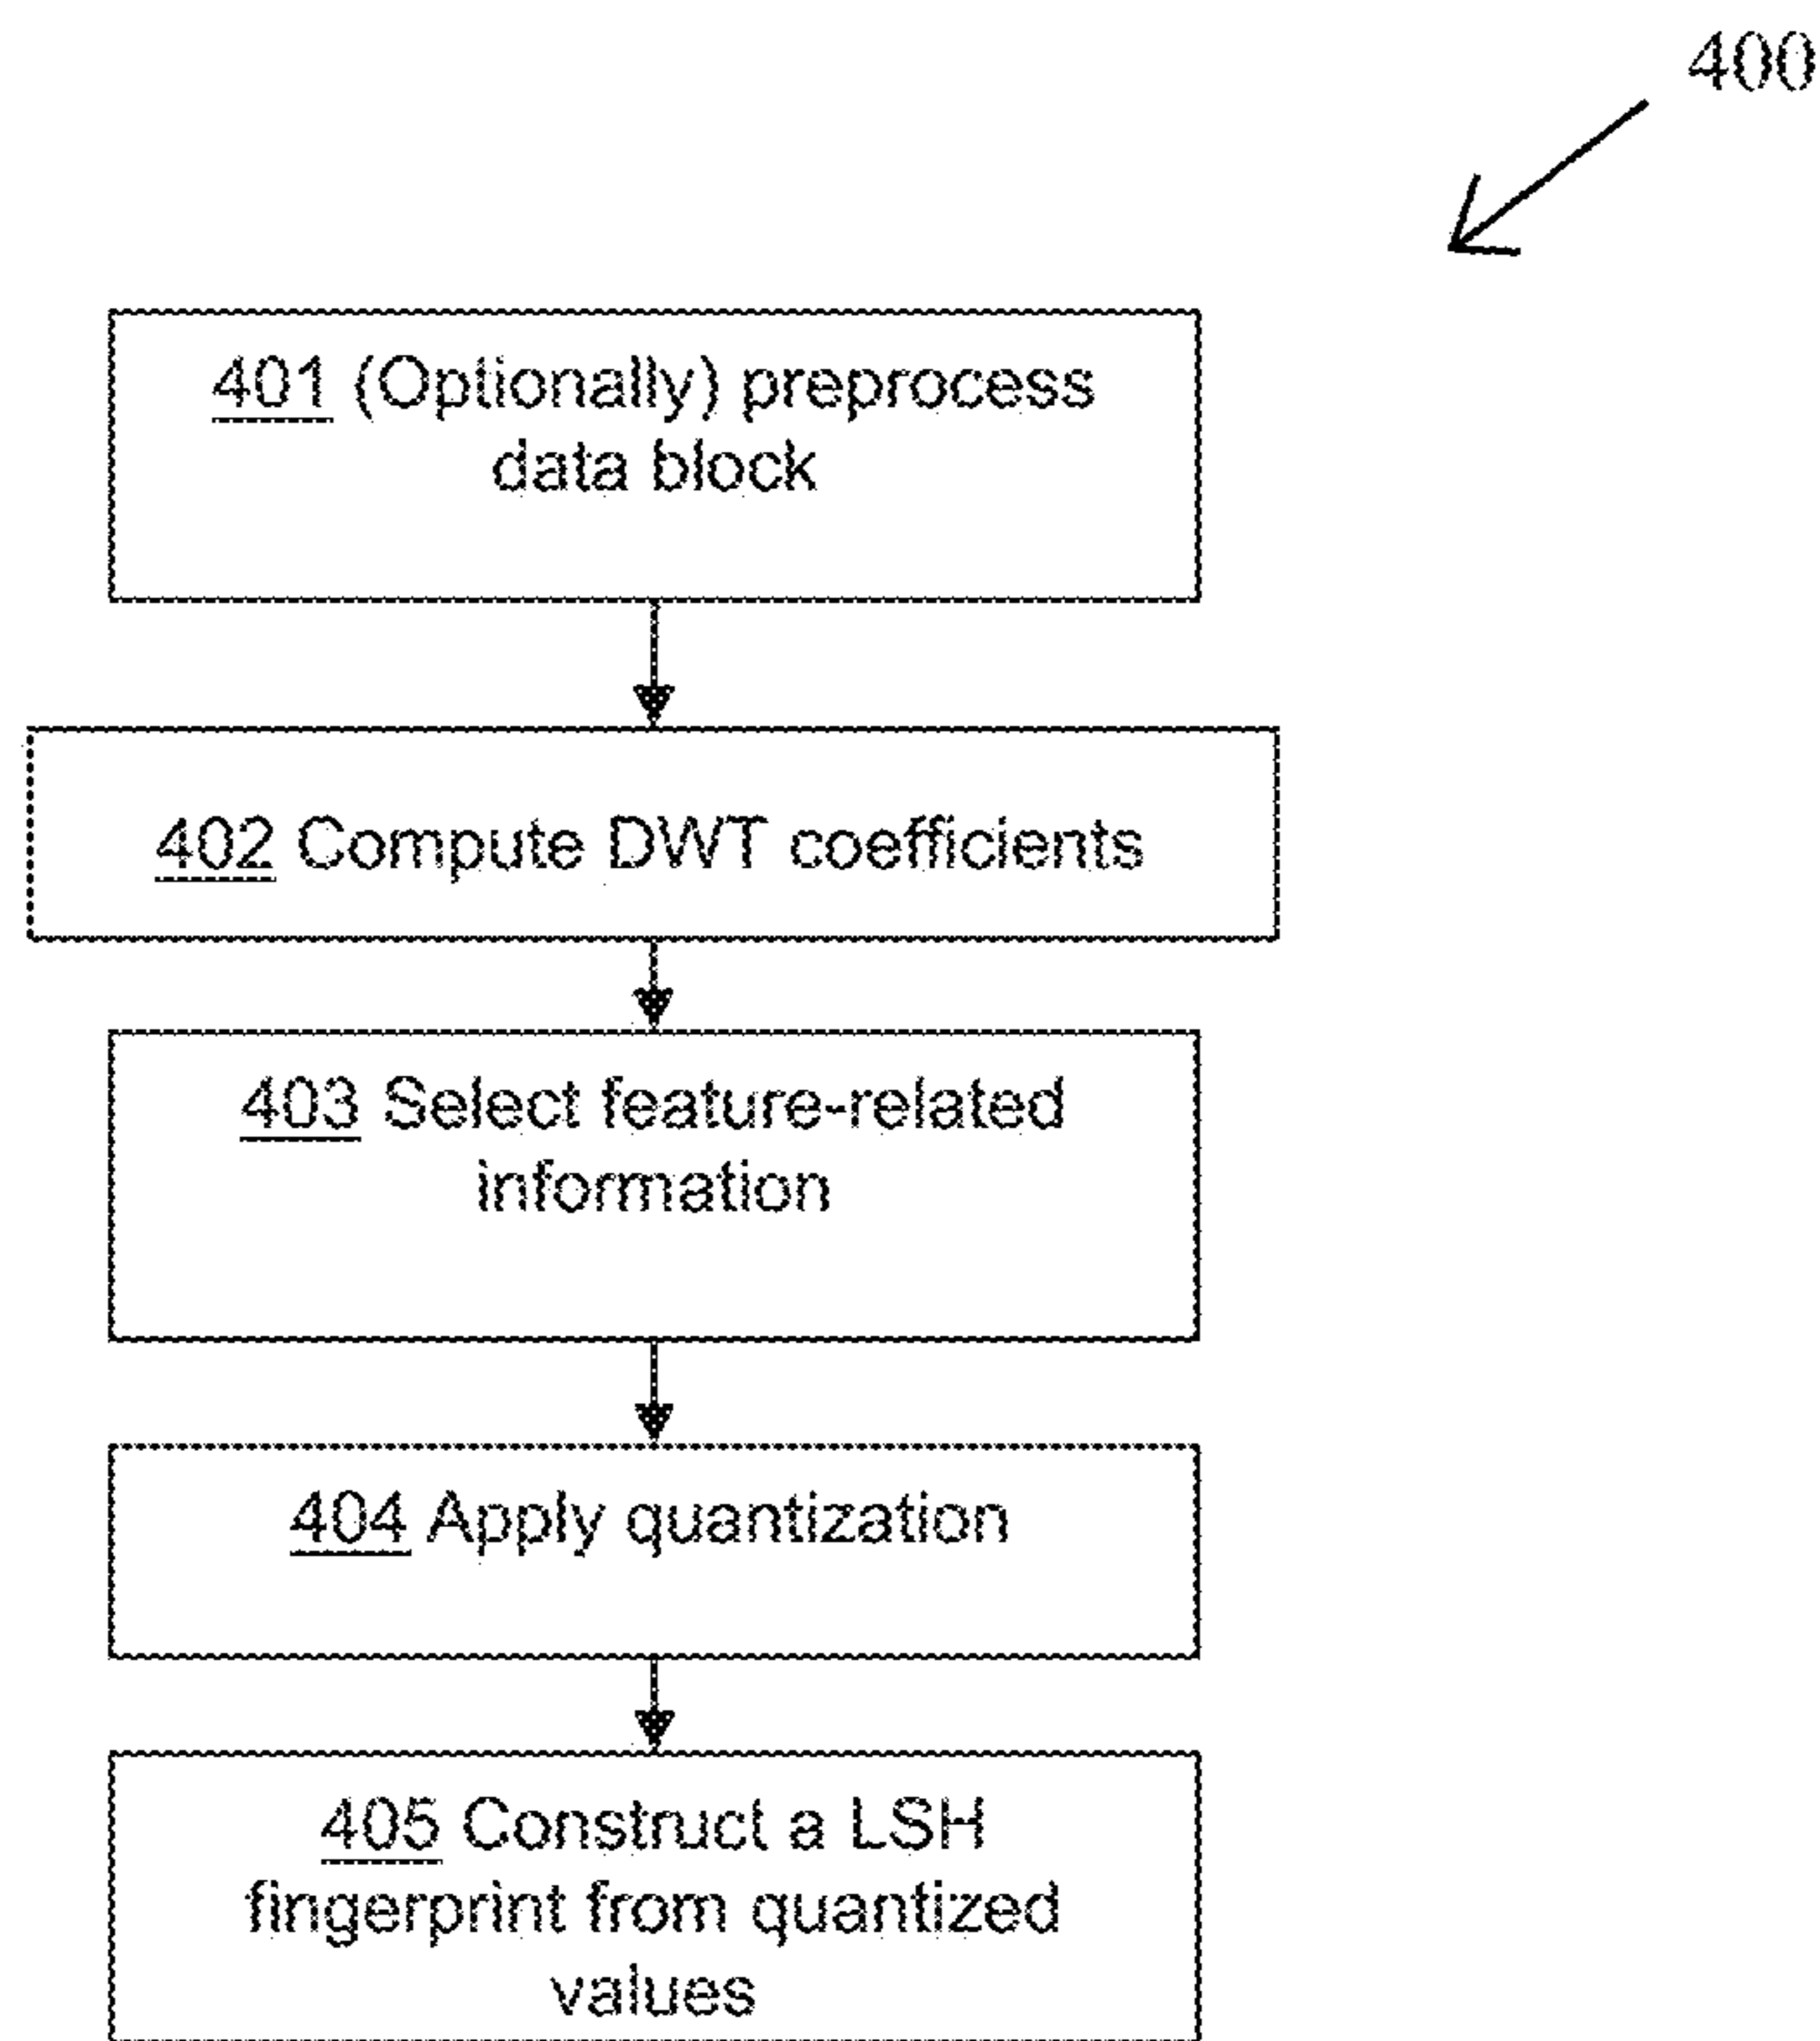 400
401 (Optionally) preprocess
data block
402 Compute DWT coefficients
403 Select feature-related
information
404 Apply quantization
405 Construct a LSH
fingerprint from quantized
values